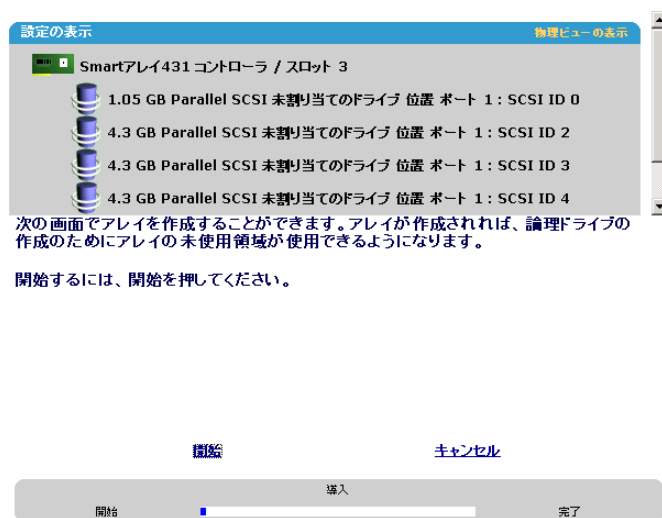 設定の表示 物理ビューの表示
Smartアレイ431 コントローラ / スロット 3
1.05 GB Parallel SCSI 未割り当てのドライブ 位置 ポート 1 : SCSI ID 0
4.3 GB Parallel SCSI 未割り当てのドライブ 位置 ポート 1 : SCSI ID 2
4.3 GB Parallel SCSI 未割り当てのドライブ 位置 ポート 1 : SCSI ID 3
4.3 GB Parallel SCSI 未割り当てのドライブ 位置 ポート 1 : SCSI ID 4
次の画面でアレイを作成することができます。アレイが作成されれば、論理ドライブの
作成のためにアレイの未使用領域が使用できるようになります。
開始するには、開始を押してください。
開始 キャンセル
導入
開始 完了